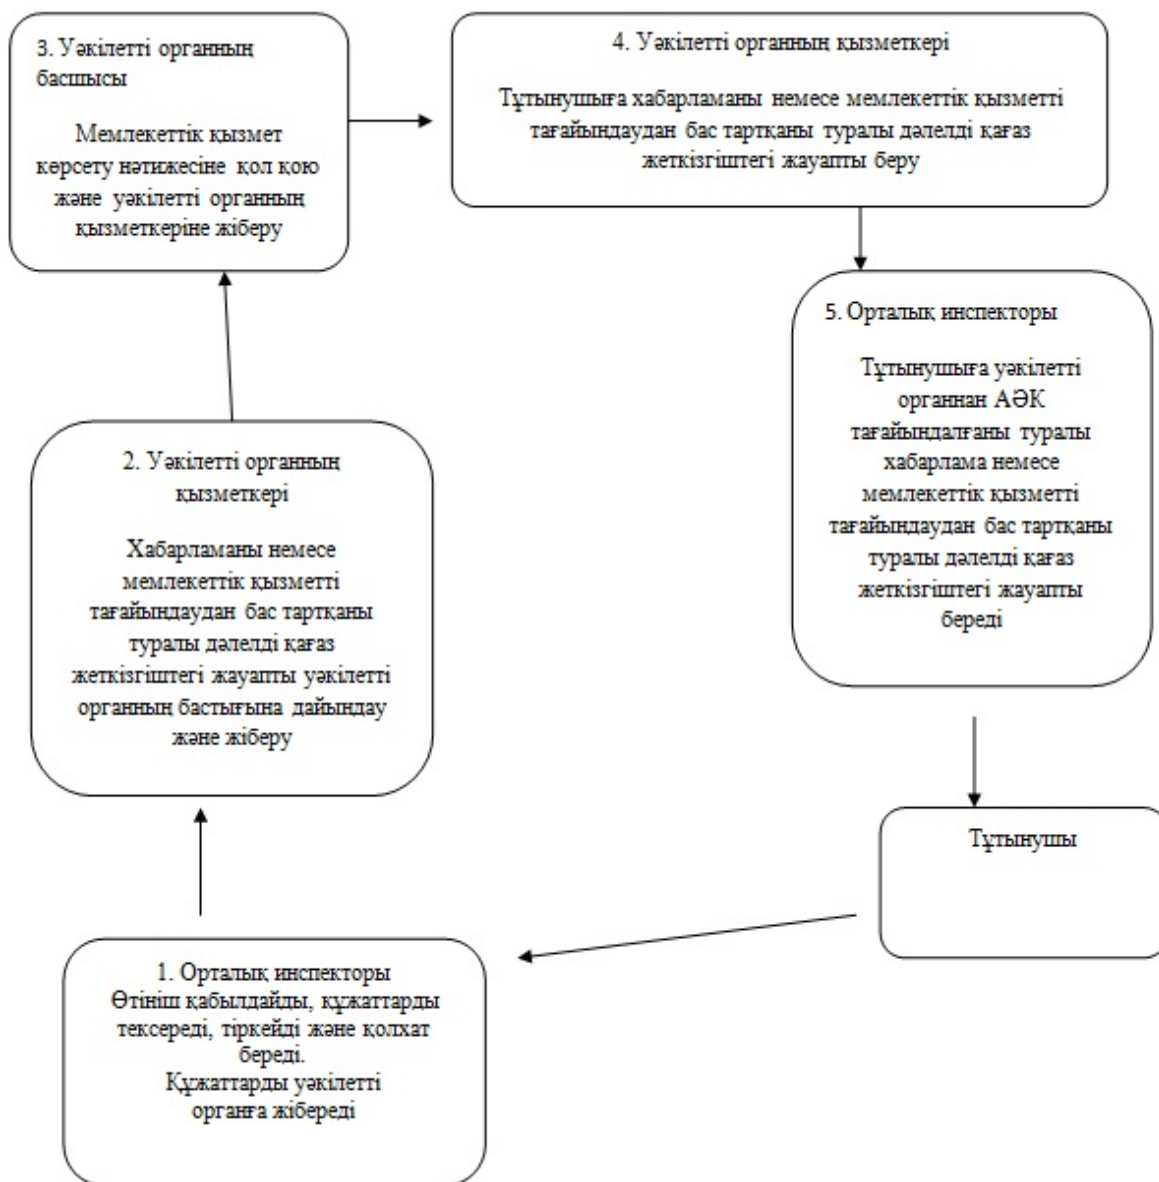 3. Уәкілетті органның
басшысы
Мемлекеттік қызмет
көрсету нәтижесіне қол қою
және уәкілетті органның
қызметкеріне жіберу
4. Уәкілетті органның қызметкері
Тұтынушыға хабарламаны немесе мемлекеттік қызметті
тағайындаудан бас тартқаны туралы дәлелді қағаз
жеткізгіштегі жауапты беру
5. Орталық инспекторы
Тұтынушыға уәкілетті
органнан АӘК
тағайындалғаны туралы
хабарлама немесе
мемлекеттік қызметті
тағайындаудан бас тартқаны
туралы дәлелді қағаз
жеткізгіштегі жауапты
береді
2. Уәкілетті органның
қызметкері
Хабарламаны немесе
мемлекеттік қызметті
тағайындаудан бас тартқаны
туралы дәлелді қағаз
жеткізгіштегі жауапты уәкілетті
органның бастығына дайындау
және жіберу
Тұтынушы
1. Орталық инспекторы
Өтініш қабылдайды, құжаттарды
тексереді, тіркейді және қолхат
береді.
Құжаттарды уәкілетті
органға жібереді